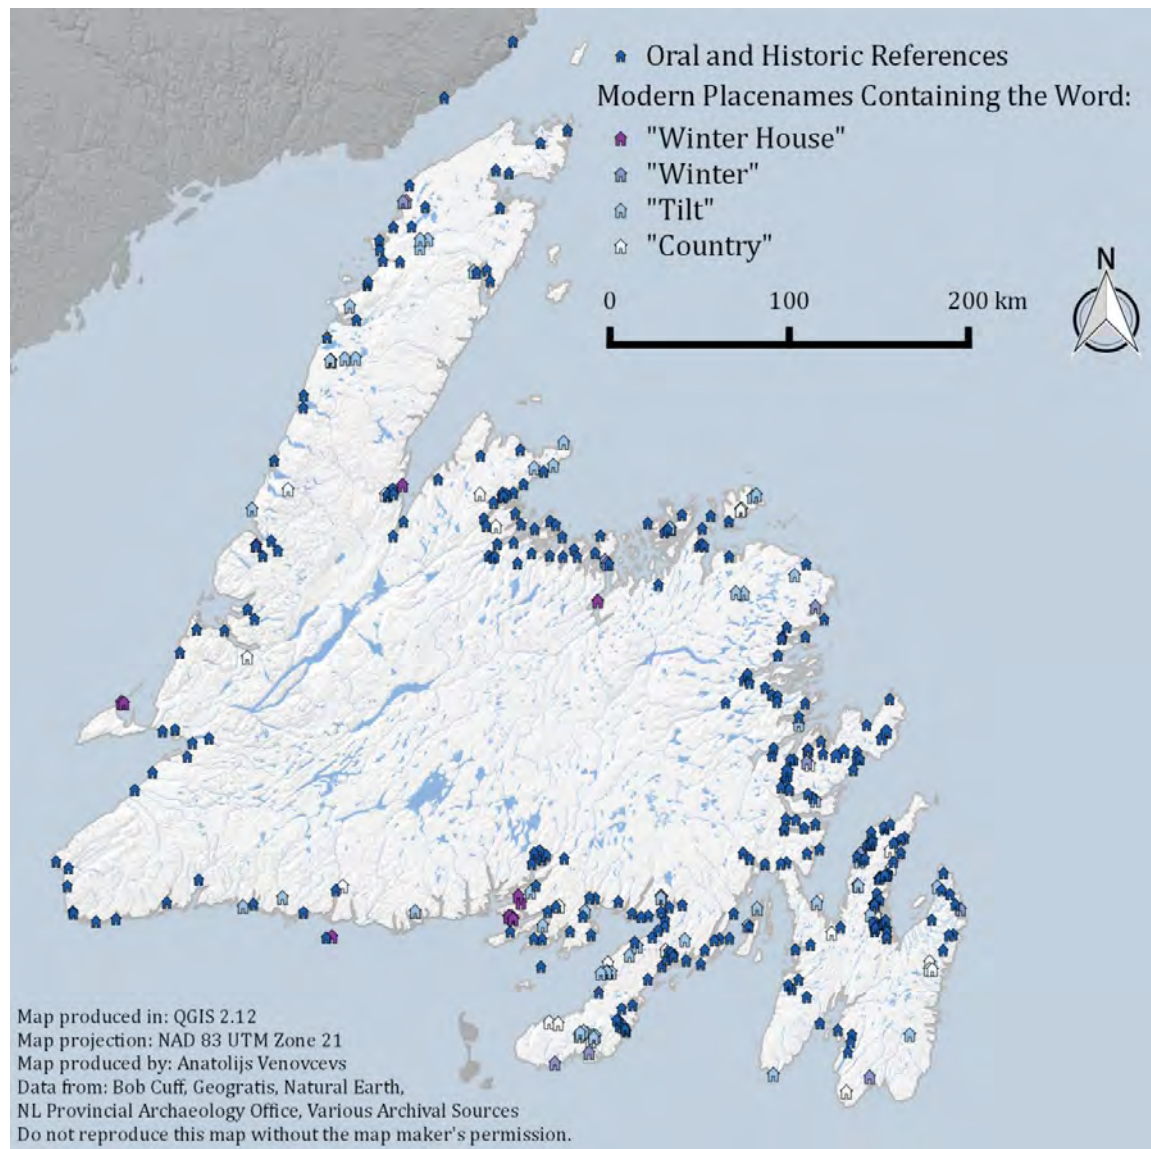 Oral and Historic References
Modern Placenames Containing the Word:
"Winter House"
"Winter"
"Tilt"
"Country"
N
0 100 200 km
Map produced in: QGIS 2.12
Map projection: NAD 83 UTM Zone 21
Map produced by: Anatolijs Venovcevs
Data from: Bob Cuff, Geogratis, Natural Earth,
NL Provincial Archaeology Office, Various Archival Sources
Do not reproduce this map without the map maker's permission.